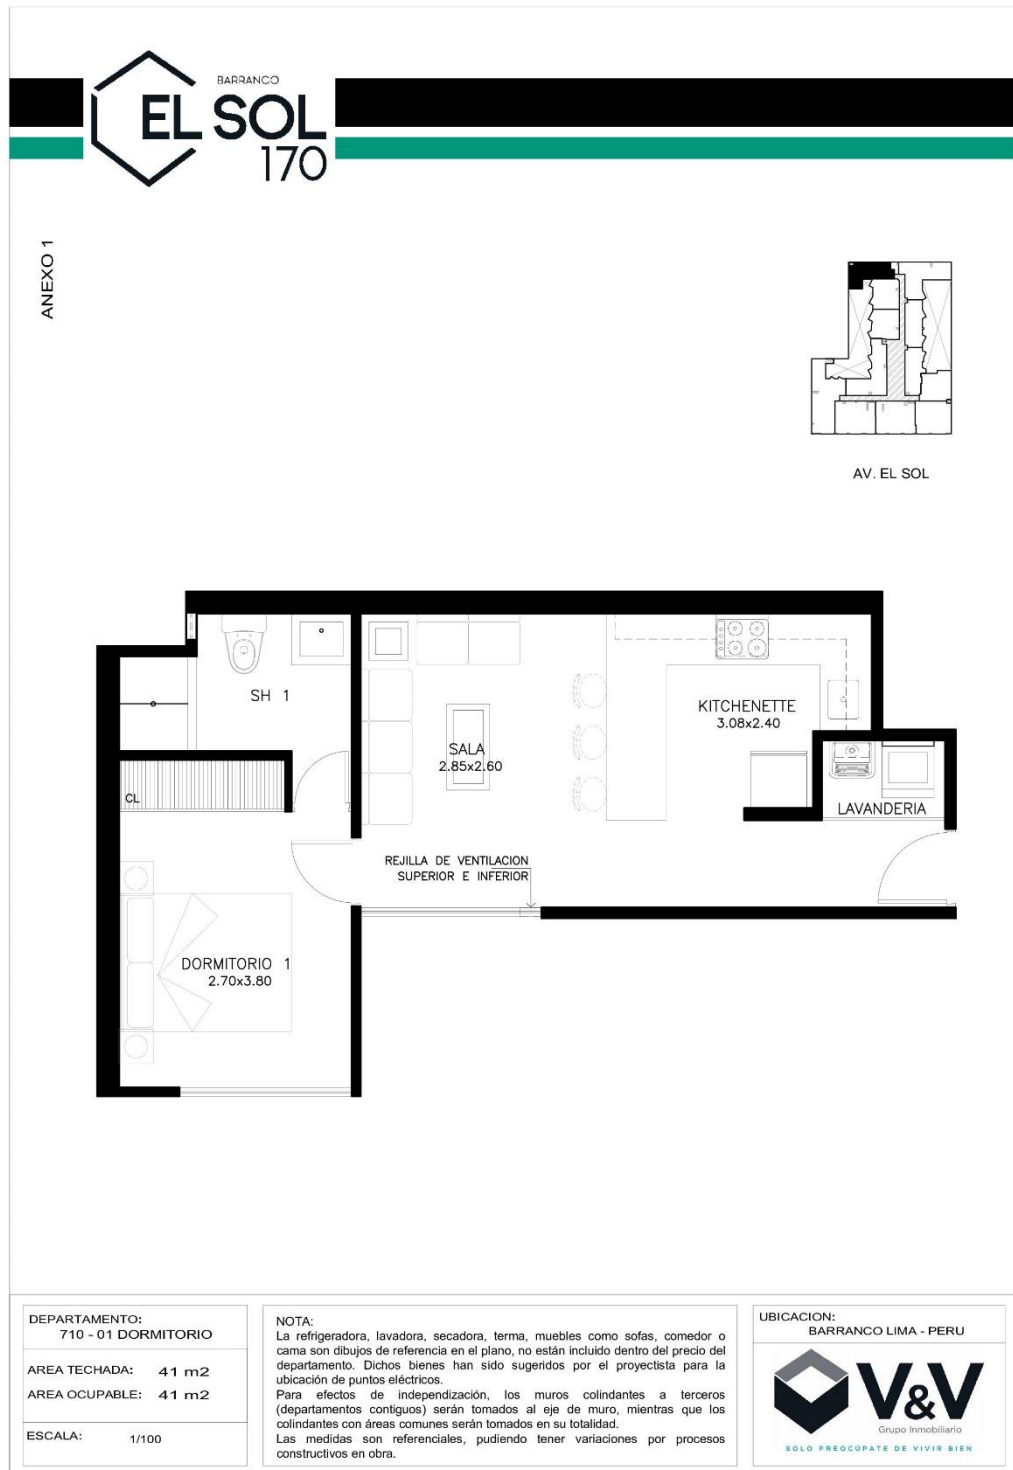 BARRANCO
EL SOL
170
ANEXO 1
AV. EL SOL
SH 1
KITCHENETTE
3.08x2.40
SALA
2.85x2.60
CL
LAVANDERIA
REJILLA DE VENTILACION
SUPERIOR E INFERIOR
DORMITORIO 1
2.70x3.80
DEPARTAMENTO:
710 - 01 DORMITORIO
AREA TECHADA: 41 m2
AREA OCUPABLE: 41 m2
ESCALA: 1/100
NOTA:
La refrigeradora, lavadora, secadora, terma, muebles como sofas, comedor o
cama son dibujos de referencia en el plano, no están incluido dentro del precio del
departamento. Dichos bienes han sido sugeridos por el proyectista para la
ubicación de puntos eléctricos.
Para efectos de independización, los muros colindantes a terceros
(departamentos contiguos) serán tomados al eje de muro, mientras que los
colindantes con áreas comunes serán tomados en su totalidad.
Las medidas son referenciales, pudiendo tener variaciones por procesos
constructivos en obra.
UBICACION:
BARRANCO LIMA - PERU
V&V
Grupo Inmobiliario
SOLO PREOCÚPATE DE VIVIR BIEN